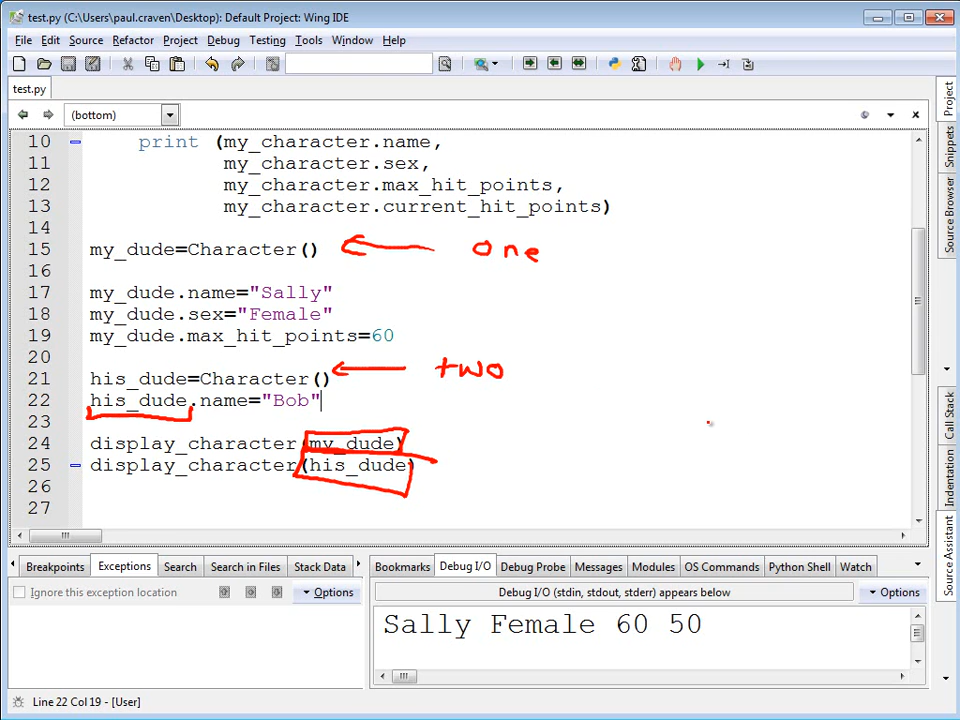 test.py (C:\Users\paul.craven\Desktop): Default Project: Wing IDE
File Edit Source Refactor Project Debug Testing Tools Window Help
test.py
(bottom)
10 print (my_character.name,
11 my_character.sex,
12 my_character.max_hit_points,
13 my_character.current_hit_points)
14
15 my_dude=Character() one
16
17 my_dude.name="Sally"
18 my_dude.sex="Female"
19 my_dude.max_hit_points=60
20
21 his_dude=Character() two
22 his_dude.name="Bob"
23
24 display_character(my_dude)
25 display_character(his_dude)
26
27
Project
Snippets
Source Browser
Call Stack
Indentation
Source Assistant
Breakpoints Exceptions Search Search in Files Stack Data
Bookmarks Debug I/O Debug Probe Messages Modules OS Commands Python Shell Watch
Ignore this exception location Options
Debug I/O (stdin, stdout, stderr) appears below Options
Sally Female 60 50
Line 22 Col 19 - [User]